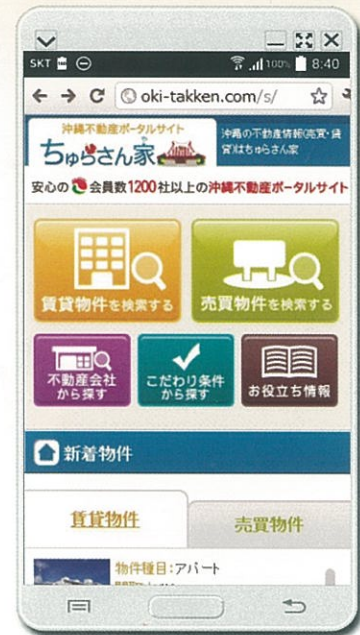 SKT 100% 8:40
oki-takken.com/s/
沖縄不動産ポータルサイト
ちゅらさん家
沖縄の不動産情報(売買・賃
貸)はちゅらさん家
安心の会員数1200社以上の沖縄不動産ポータルサイト
賃貸物件を検索する
売買物件を検索する
不動産会社
から探す
こだわり条件
から探す
お役立ち情報
新着物件
賃貸物件
売買物件
物件種目:アパート